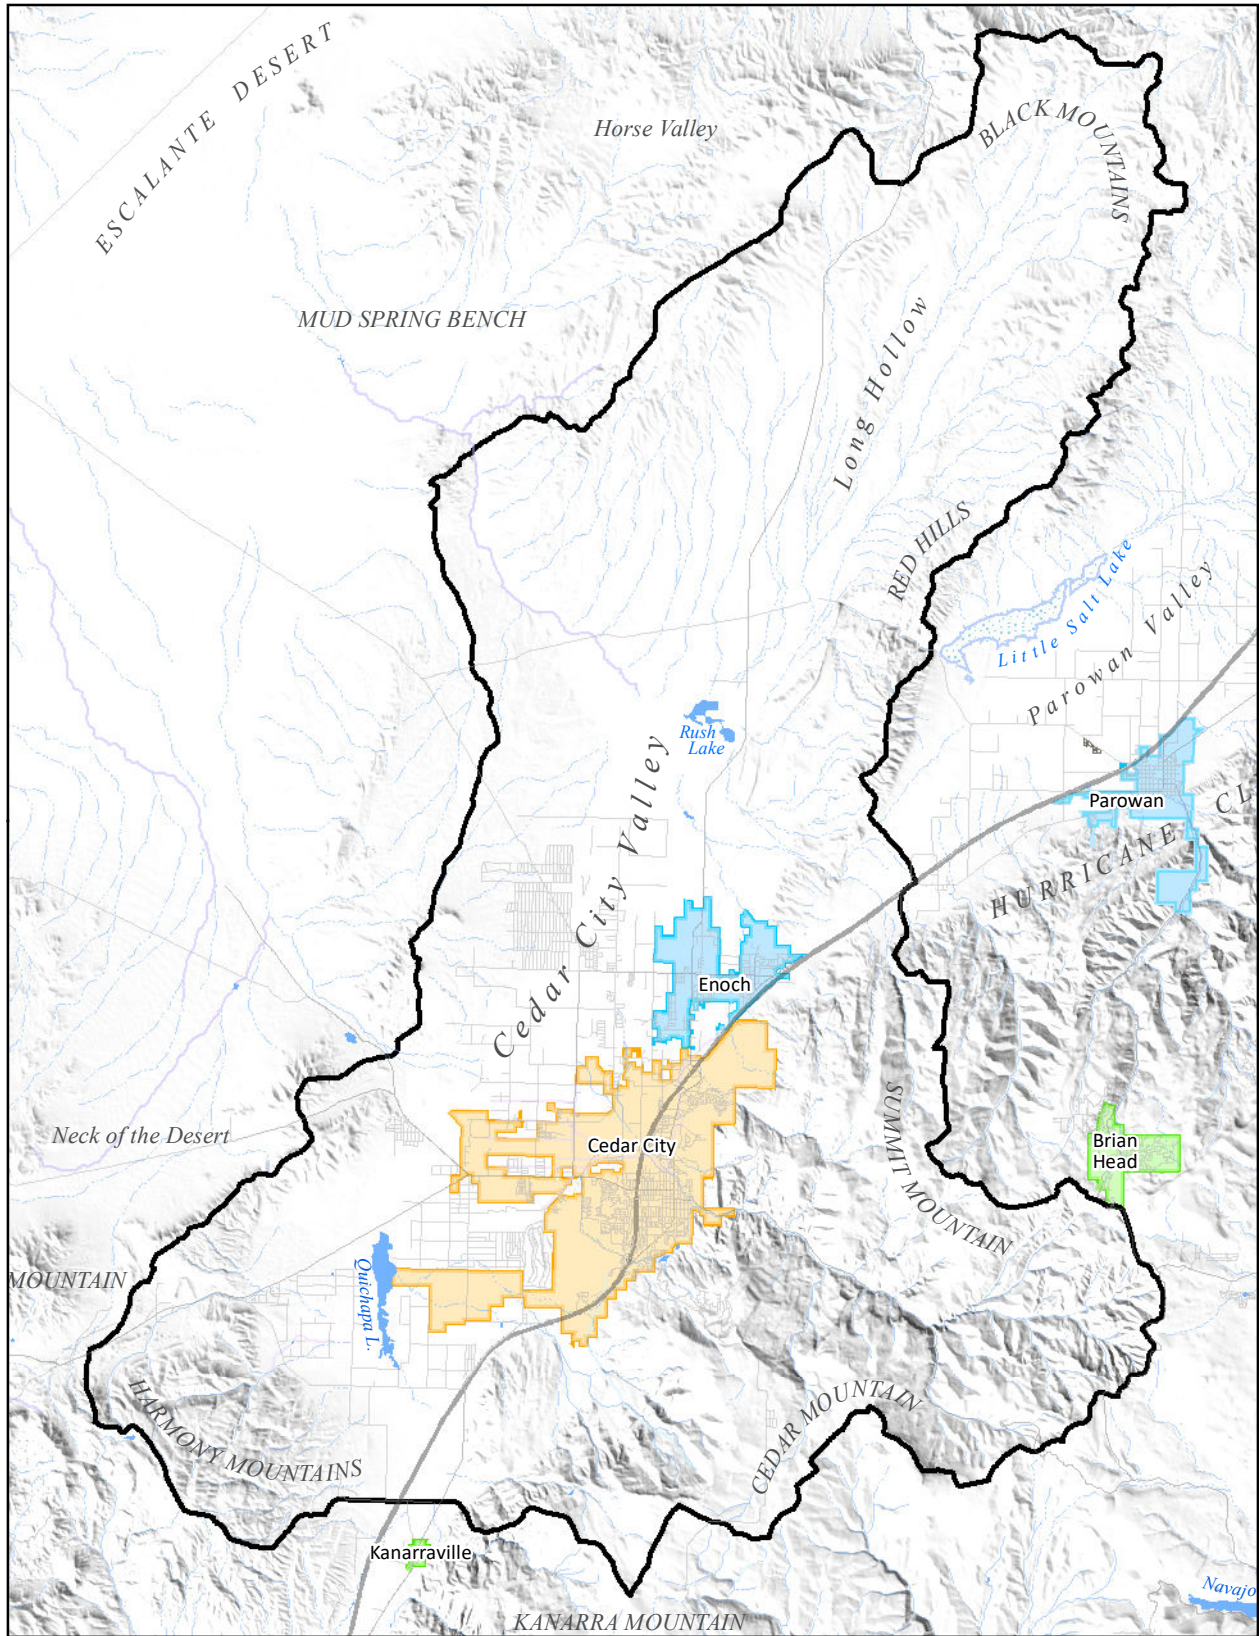 ESCALANTE DESERT
Horse Valley
BLACK MOUNTAINS
MUD SPRING BENCH
Long Hollow
RED HILLS
Little Salt Lake
Parowan Valley
Rush
Lake
Cedar City Valley
Parowan
HURRICANE CL
Enoch
Neck of the Desert
Cedar City
SUMMIT MOUNTAIN
Brian
Head
MOUNTAIN
Quichapa L.
HARMONY MOUNTAINS
CEDAR MOUNTAIN
Kanarraville
Navajo
KANARRA MOUNTAIN